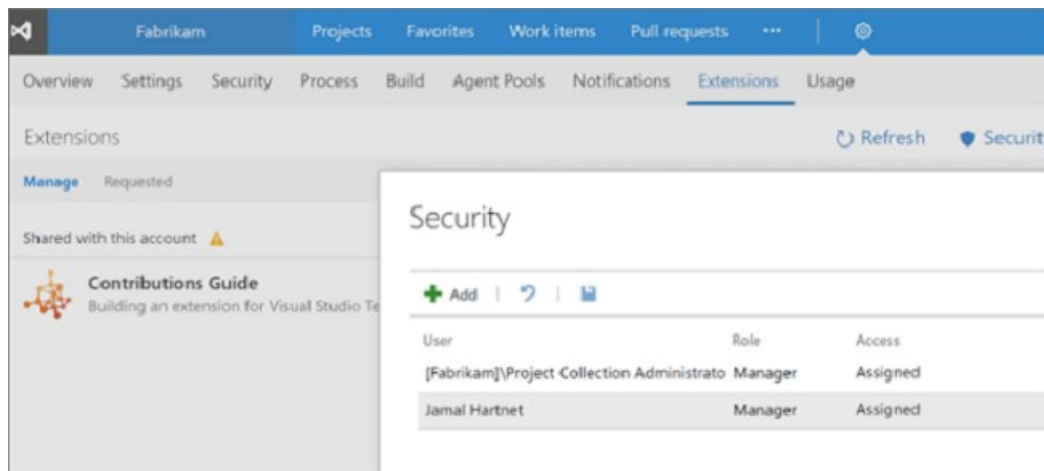 Fabrikam Projects Favorites Work items Pull requests ...
Overview Settings Security Process Build Agent Pools Notifications Extensions Usage
Extensions Refresh Securit
Manage Requested
Security
Shared with this account
Contributions Guide
Building an extension for Visual Studio Te
Add
User Role Access
[Fabrikam]\Project Collection Administrato Manager Assigned
Jamal Hartnet Manager Assigned